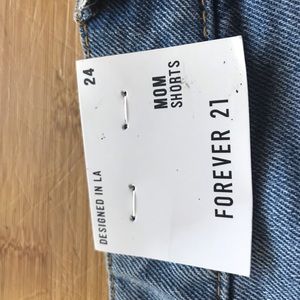 24
DESIGNED IN LA
MOM
SHORTS
FOREVER 21